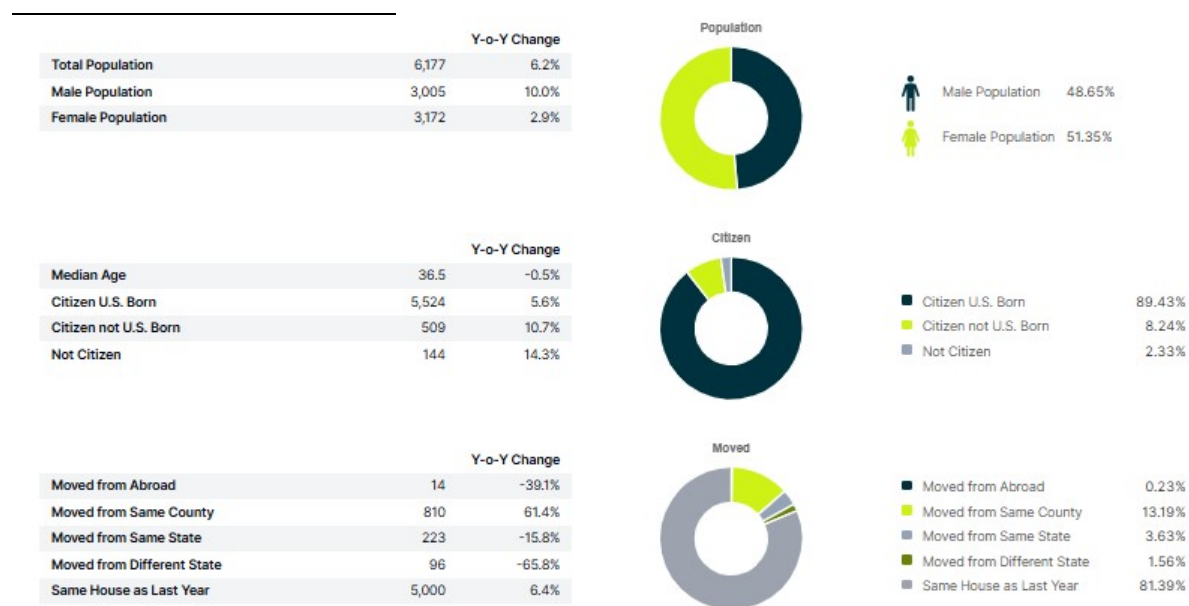 Y-o-Y Change
Total Population 6,177 6.2%
Male Population 3,005 10.0%
Female Population 3,172 2.9%
Population
Male Population 48.65%
Female Population 51.35%
Y-o-Y Change
Median Age 36.5 -0.5%
Citizen U.S. Born 5,524 5.6%
Citizen not U.S. Born 509 10.7%
Not Citizen 144 14.3%
Citizen
Citizen U.S. Born 89.43%
Citizen not U.S. Born 8.24%
Not Citizen 2.33%
Y-o-Y Change
Moved from Abroad 14 -39.1%
Moved from Same County 810 61.4%
Moved from Same State 223 -15.8%
Moved from Different State 96 -65.8%
Same House as Last Year 5,000 6.4%
Moved
Moved from Abroad 0.23%
Moved from Same County 13.19%
Moved from Same State 3.63%
Moved from Different State 1.56%
Same House as Last Year 81.39%